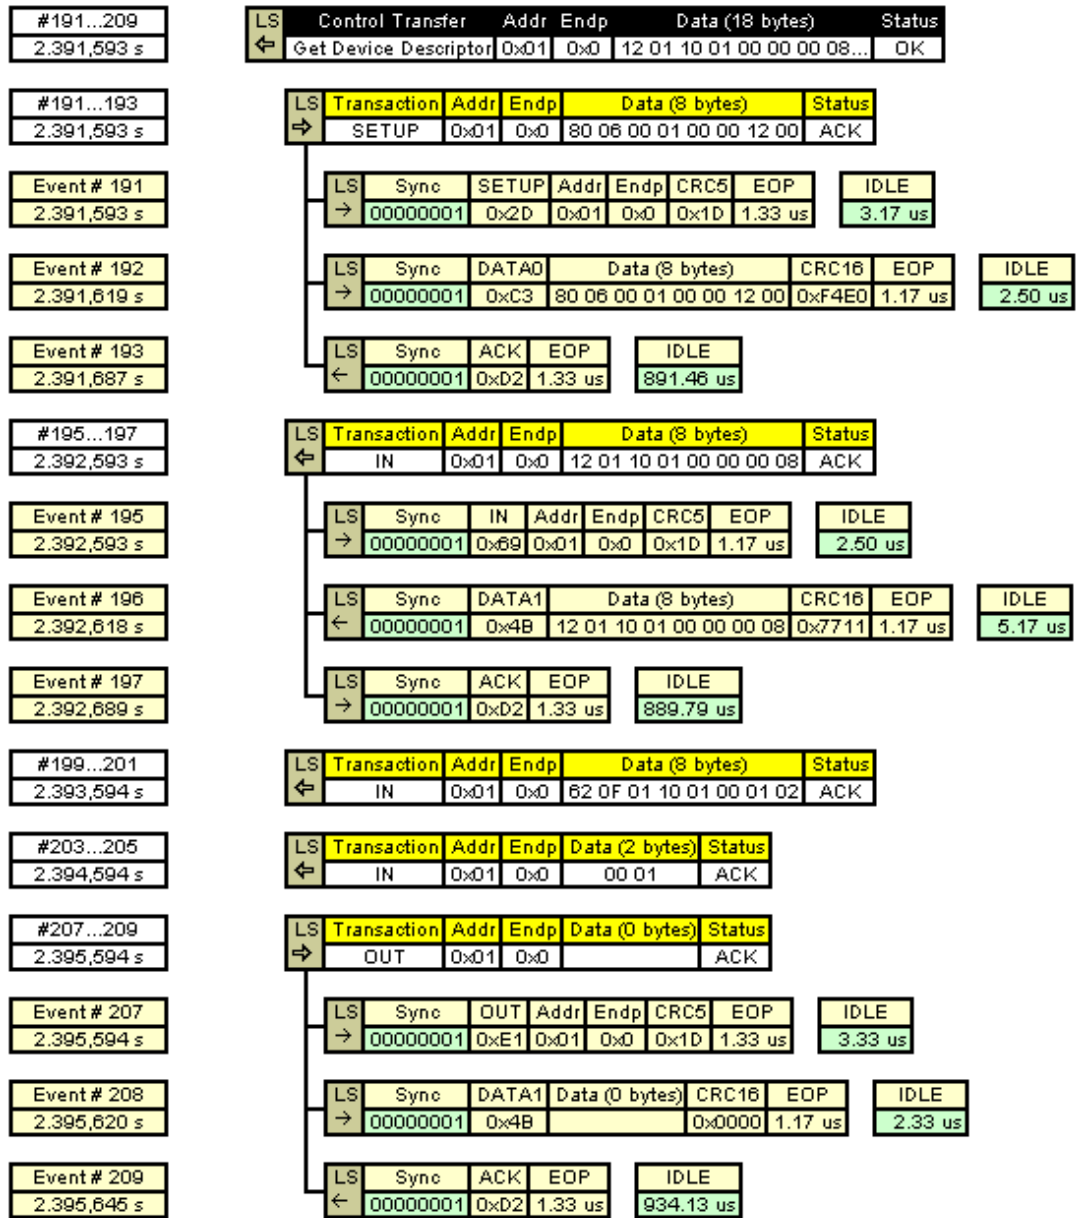 #191...209 LS Control Transfer Addr Endp Data (18 bytes) Status
2.391,593 s Get Device Descriptor 0x01 0x0 12 01 10 01 00 00 00 08... OK
#191...193 LS Transaction Addr Endp Data (8 bytes) Status
2.391,593 s SETUP 0x01 0x0 80 06 00 01 00 00 12 00 ACK
Event # 191 LS Sync SETUP Addr Endp CRC5 EOP IDLE
2.391,593 s 00000001 0x2D 0x01 0x0 0x1D 1.33 us 3.17 us
Event # 192 LS Sync DATA0 Data (8 bytes) CRC16 EOP IDLE
2.391,619 s 00000001 0xC3 80 06 00 01 00 00 12 00 0xF4E0 1.17 us 2.50 us
Event # 193 LS Sync ACK EOP IDLE
2.391,687 s 00000001 0xD2 1.33 us 891.46 us
#195...197 LS Transaction Addr Endp Data (8 bytes) Status
2.392,593 s IN 0x01 0x0 12 01 10 01 00 00 00 08 ACK
Event # 195 LS Sync IN Addr Endp CRC5 EOP IDLE
2.392,593 s 00000001 0x69 0x01 0x0 0x1D 1.17 us 2.50 us
Event # 196 LS Sync DATA1 Data (8 bytes) CRC16 EOP IDLE
2.392,618 s 00000001 0x4B 12 01 10 01 00 00 00 08 0x7711 1.17 us 5.17 us
Event # 197 LS Sync ACK EOP IDLE
2.392,689 s 00000001 0xD2 1.33 us 889.79 us
#199...201 LS Transaction Addr Endp Data (8 bytes) Status
2.393,594 s IN 0x01 0x0 62 0F 01 10 01 00 01 02 ACK
#203...205 LS Transaction Addr Endp Data (2 bytes) Status
2.394,594 s IN 0x01 0x0 00 01 ACK
#207...209 LS Transaction Addr Endp Data (0 bytes) Status
2.395,594 s OUT 0x01 0x0 ACK
Event # 207 LS Sync OUT Addr Endp CRC5 EOP IDLE
2.395,594 s 00000001 0xE1 0x01 0x0 0x1D 1.33 us 3.33 us
Event # 208 LS Sync DATA1 Data (0 bytes) CRC16 EOP IDLE
2.395,620 s 00000001 0x4B 0x0000 1.17 us 2.33 us
Event # 209 LS Sync ACK EOP IDLE
2.395,645 s 00000001 0xD2 1.33 us 934.13 us